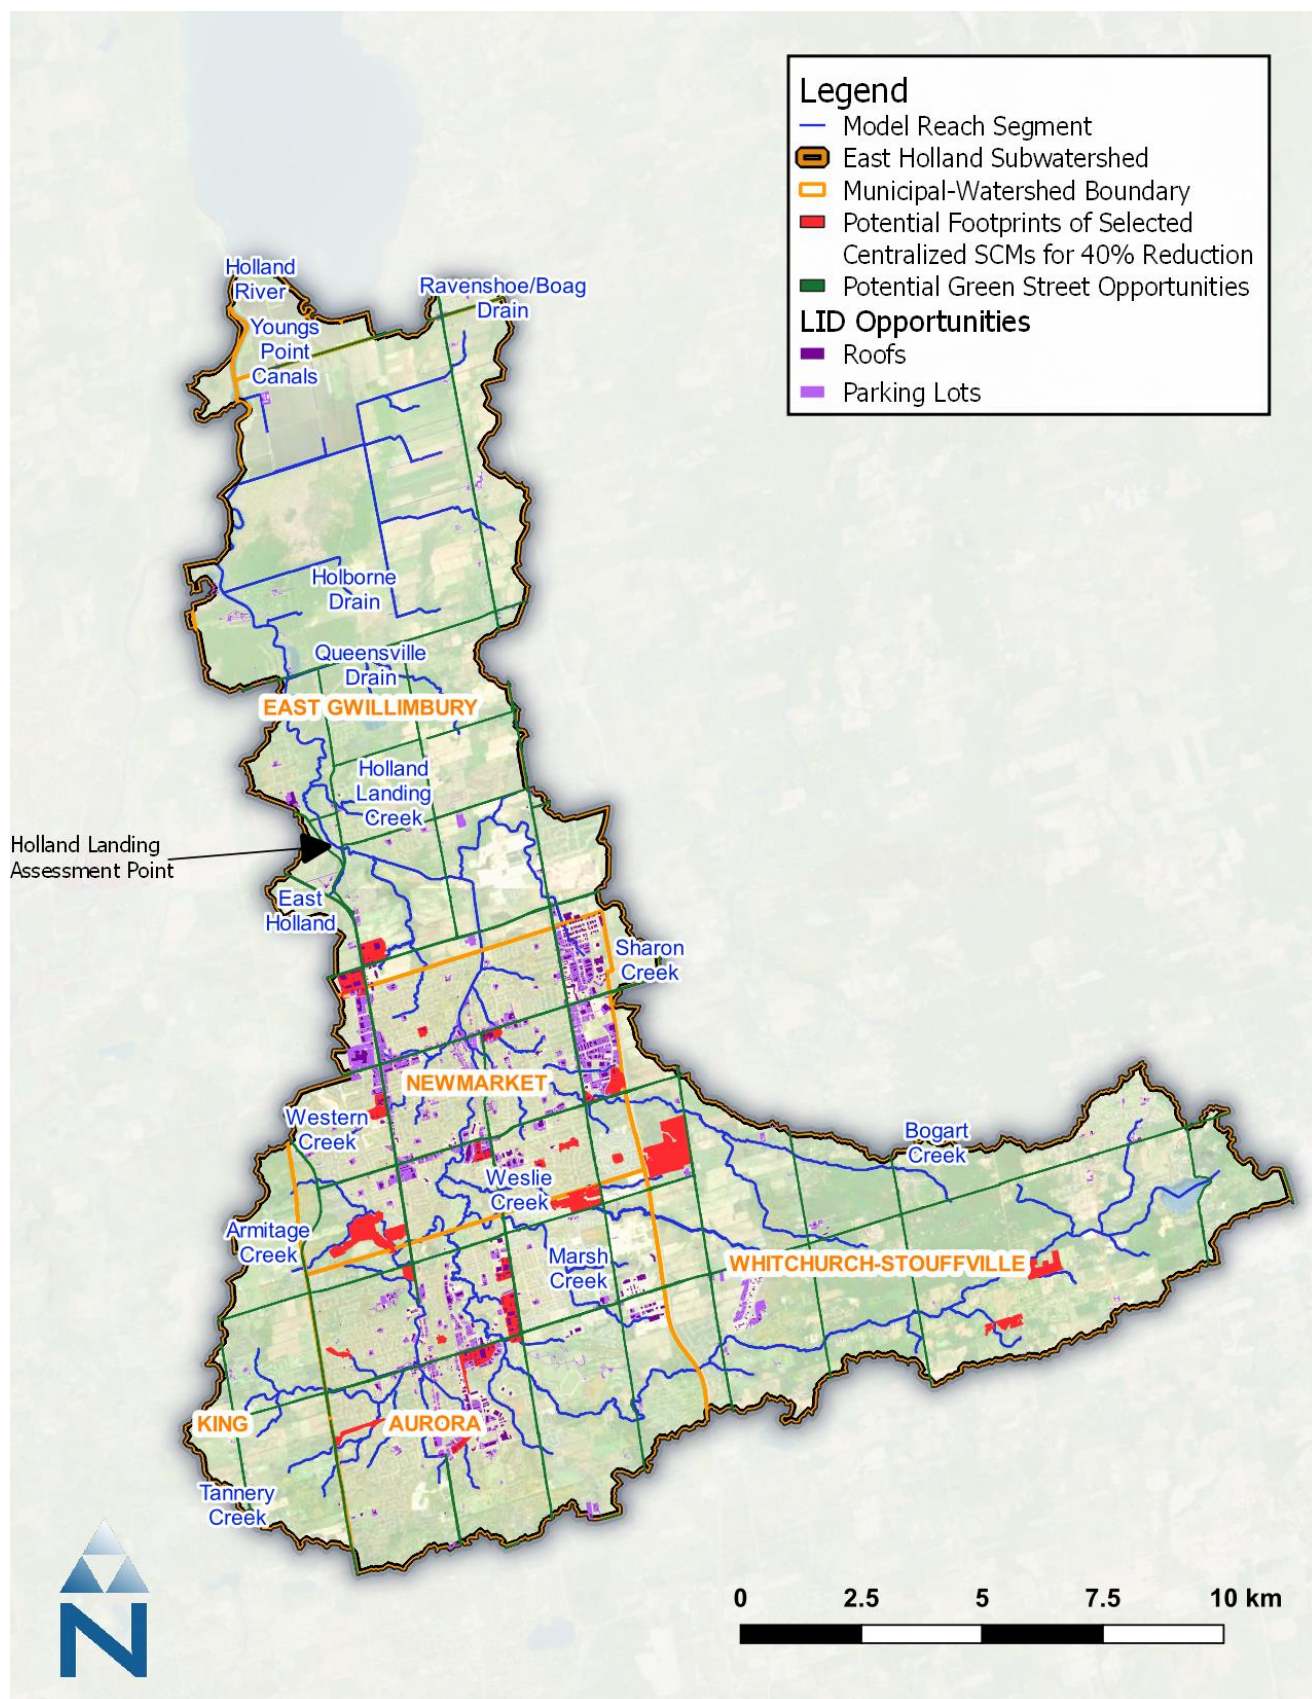 Legend
Model Reach Segment
East Holland Subwatershed
Municipal-Watershed Boundary
Potential Footprints of Selected
Centralized SCMs for 40% Reduction
Potential Green Street Opportunities
LID Opportunities
Roofs
Parking Lots
Holland
River
Ravenshoe/Boag
Drain
Youngs
Point
Canals
Holborne
Drain
Queensville
Drain
EAST GWILLIMBURY
Holland
Landing
Creek
Holland Landing
Assessment Point
East
Holland
Sharon
Creek
NEWMARKET
Western
Creek
Bogart
Creek
Weslie
Creek
Armitage
Creek
Marsh
Creek
WHITCHURCH-STOUFFVILLE
KING
AURORA
Tannery
Creek
N
0 2.5 5 7.5 10 km